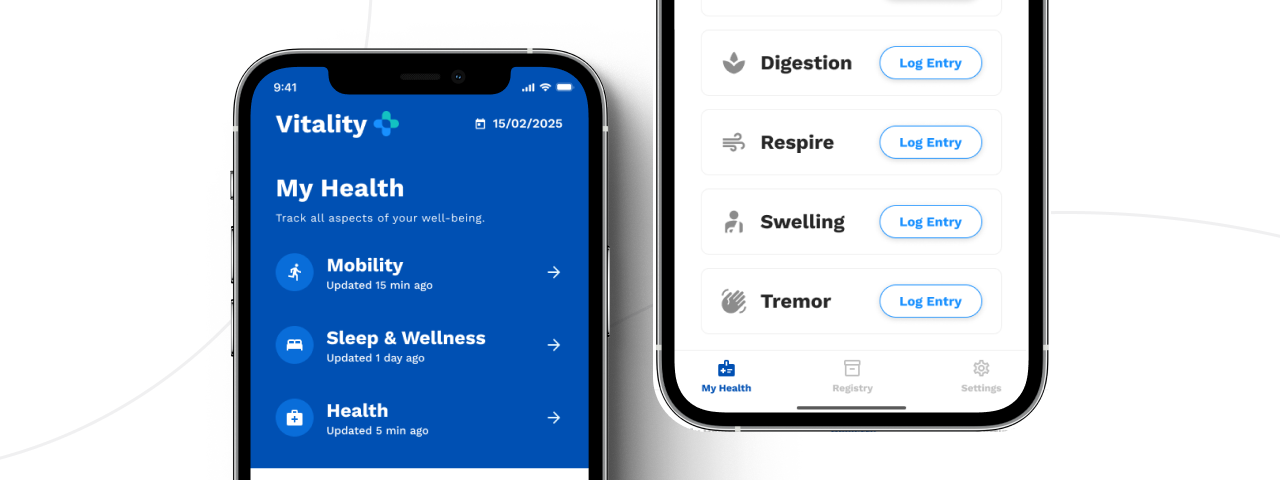 9:41
Vitality
15/02/2025
My Health
Track all aspects of your well-being.
Mobility
Updated 15 min ago
Sleep & Wellness
Updated 1 day ago
Health
Updated 5 min ago
Digestion
Log Entry
Respire
Log Entry
Swelling
Log Entry
Tremor
Log Entry
My Health
Registry
Settings